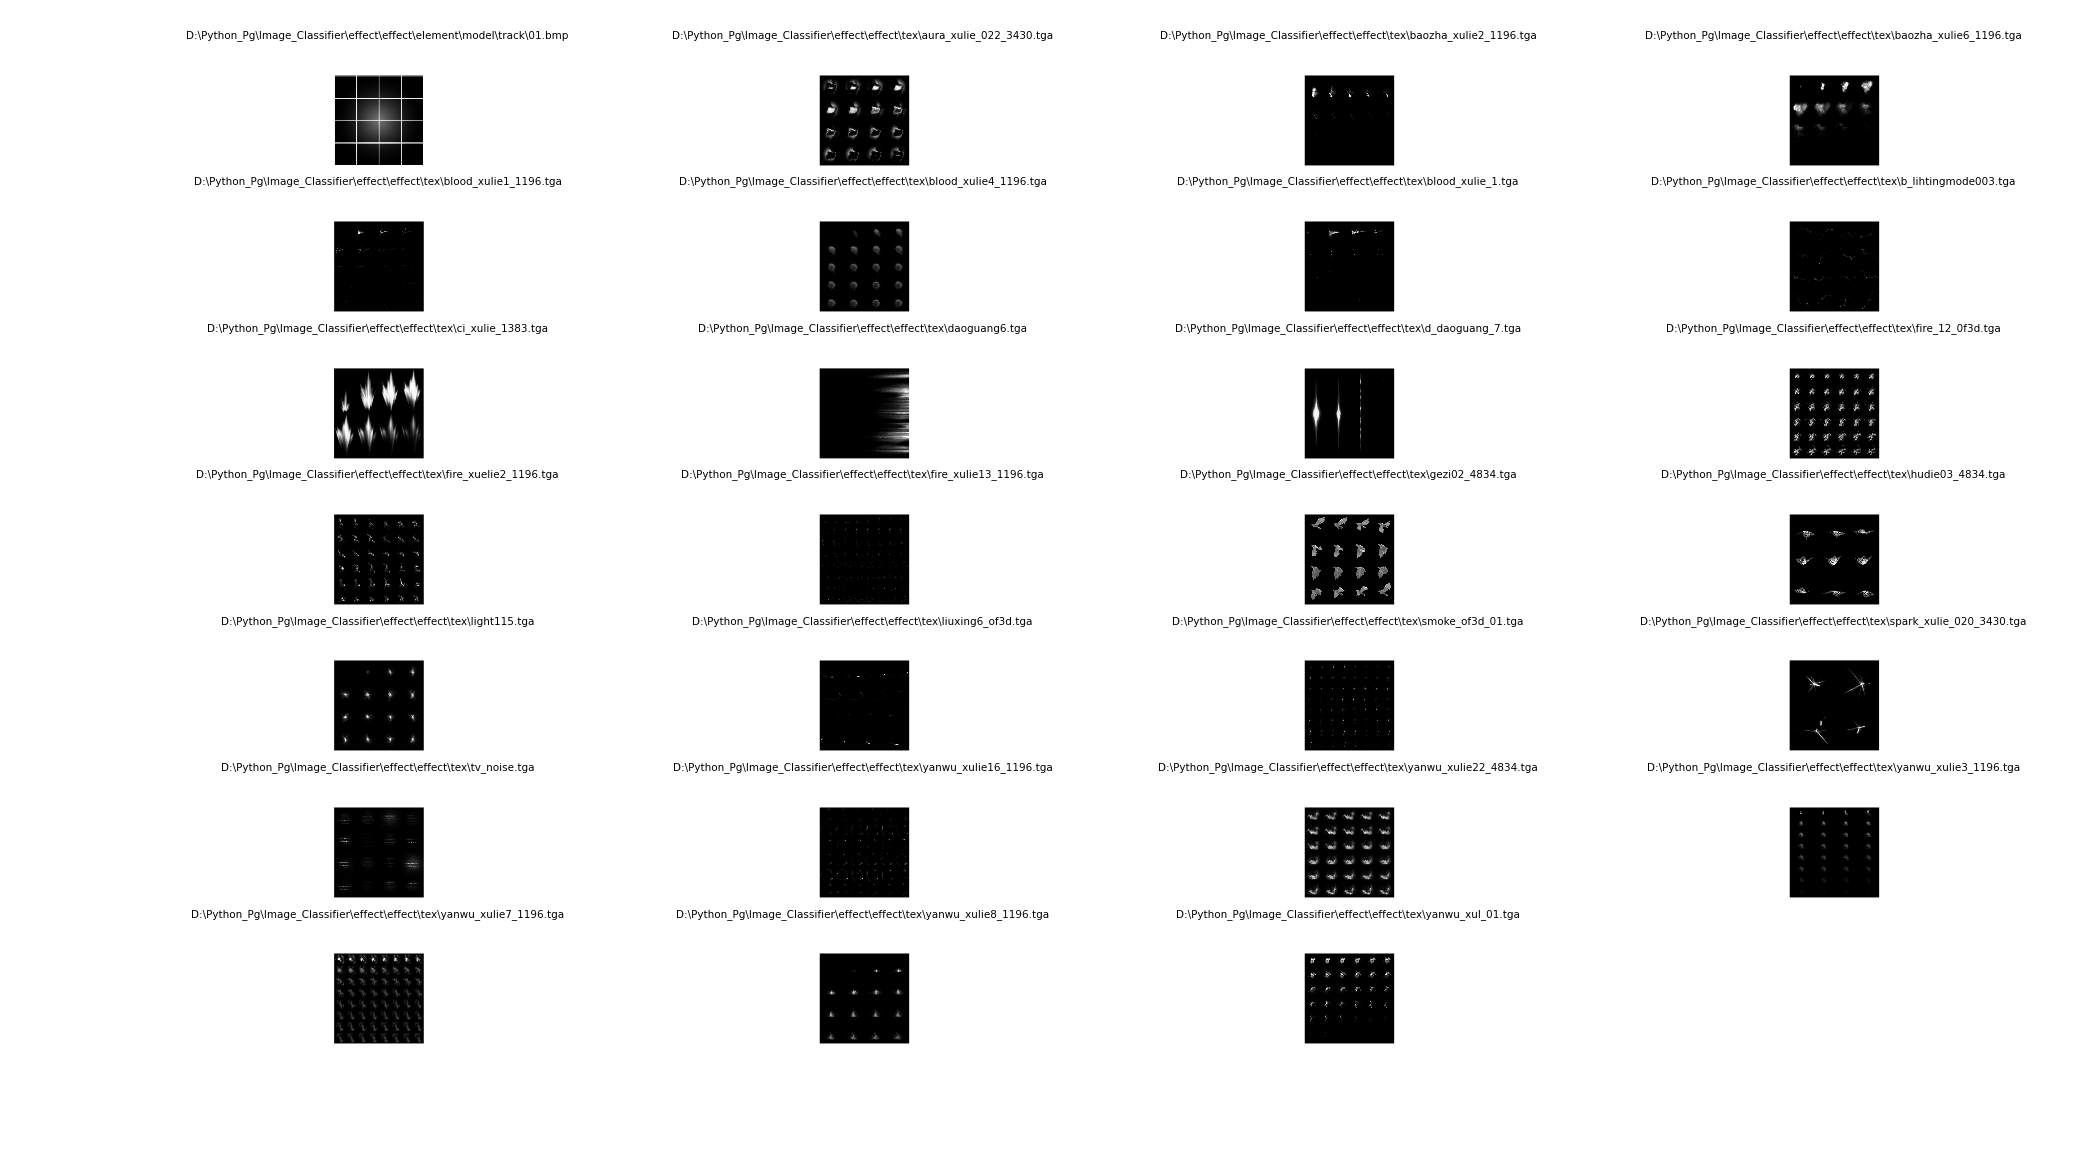 D:\Python_Pg\Image_Classifier\effect\effect\element\model\track\01.bmp
D:\Python_Pg\Image_Classifier\effect\effect\tex\aura_xulie_022_3430.tga
D:\Python_Pg\Image_Classifier\effect\effect\tex\baozha_xulie2_1196.tga
D:\Python_Pg\Image_Classifier\effect\effect\tex\baozha_xulie6_1196.tga
D:\Python_Pg\Image_Classifier\effect\effect\tex\blood_xulie1_1196.tga
D:\Python_Pg\Image_Classifier\effect\effect\tex\blood_xulie4_1196.tga
D:\Python_Pg\Image_Classifier\effect\effect\tex\blood_xulie_1.tga
D:\Python_Pg\Image_Classifier\effect\effect\tex\b_lihtingmode003.tga
D:\Python_Pg\Image_Classifier\effect\effect\tex\ci_xulie_1383.tga
D:\Python_Pg\Image_Classifier\effect\effect\tex\daoguang6.tga
D:\Python_Pg\Image_Classifier\effect\effect\tex\d_daoguang_7.tga
D:\Python_Pg\Image_Classifier\effect\effect\tex\fire_12_0f3d.tga
D:\Python_Pg\Image_Classifier\effect\effect\tex\fire_xuelie2_1196.tga
D:\Python_Pg\Image_Classifier\effect\effect\tex\fire_xulie13_1196.tga
D:\Python_Pg\Image_Classifier\effect\effect\tex\gezi02_4834.tga
D:\Python_Pg\Image_Classifier\effect\effect\tex\hudie03_4834.tga
D:\Python_Pg\Image_Classifier\effect\effect\tex\light115.tga
D:\Python_Pg\Image_Classifier\effect\effect\tex\liuxing6_of3d.tga
D:\Python_Pg\Image_Classifier\effect\effect\tex\smoke_of3d_01.tga
D:\Python_Pg\Image_Classifier\effect\effect\tex\spark_xulie_020_3430.tga
D:\Python_Pg\Image_Classifier\effect\effect\tex\tv_noise.tga
D:\Python_Pg\Image_Classifier\effect\effect\tex\yanwu_xulie16_1196.tga
D:\Python_Pg\Image_Classifier\effect\effect\tex\yanwu_xulie22_4834.tga
D:\Python_Pg\Image_Classifier\effect\effect\tex\yanwu_xulie3_1196.tga
D:\Python_Pg\Image_Classifier\effect\effect\tex\yanwu_xulie7_1196.tga
D:\Python_Pg\Image_Classifier\effect\effect\tex\yanwu_xulie8_1196.tga
D:\Python_Pg\Image_Classifier\effect\effect\tex\yanwu_xul_01.tga